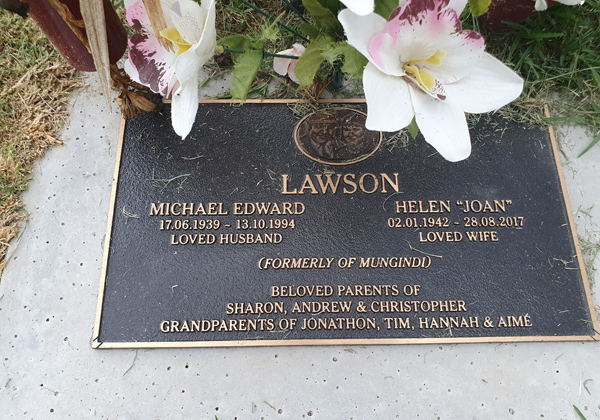 LAWSON
MICHAEL EDWARD
17.06.1939 - 13.10.1994
LOVED HUSBAND
HELEN "JOAN"
02.01.1942 - 28.08.2017
LOVED WIFE
(FORMERLY OF MUNGINDI)
BELOVED PARENTS OF
SHARON, ANDREW & CHRISTOPHER
GRANDPARENTS OF JONATHON, TIM, HANNAH & AIMÉ